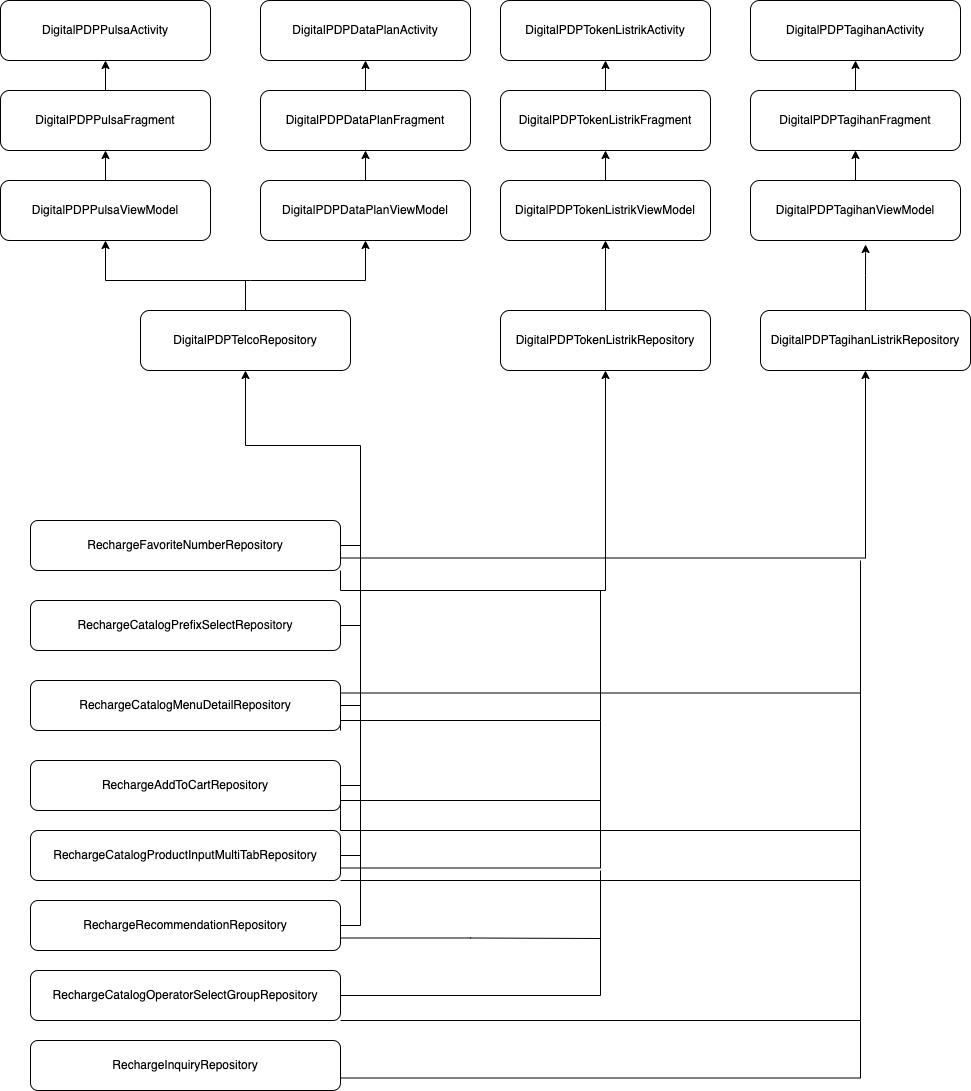 DigitalPDPPulsaActivity
DigitalPDPDataPlanActivity
DigitalPDPTokenListrikActivity
DigitalPDPTagihanActivity
DigitalPDPPulsaFragment
DigitalPDPDataPlanFragment
DigitalPDPTokenListrikFragment
DigitalPDPTagihanFragment
DigitalPDPPulsaViewModel
DigitalPDPDataPlanViewModel
DigitalPDPTokenListrikViewModel
DigitalPDPTagihanViewModel
DigitalPDPTelcoRepository
DigitalPDPTokenListrikRepository
DigitalPDPTagihanListrikRepository
RechargeFavoriteNumberRepository
RechargeCatalogPrefixSelectRepository
RechargeCatalogMenuDetailRepository
RechargeAddToCartRepository
RechargeCatalogProductInputMultiTabRepository
RechargeRecommendationRepository
RechargeCatalogOperatorSelectGroupRepository
RechargeInquiryRepository